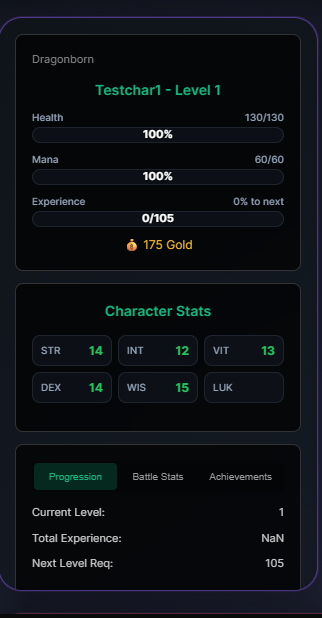 Dragonborn
Testchar1 - Level 1
Health 130/130
100%
Mana 60/60
100%
Experience 0% to next
0/105
💰 175 Gold
Character Stats
STR 14 INT 12 VIT 13
DEX 14 WIS 15 LUK
Progression Battle Stats Achievements
Current Level: 1
Total Experience: NaN
Next Level Req: 105